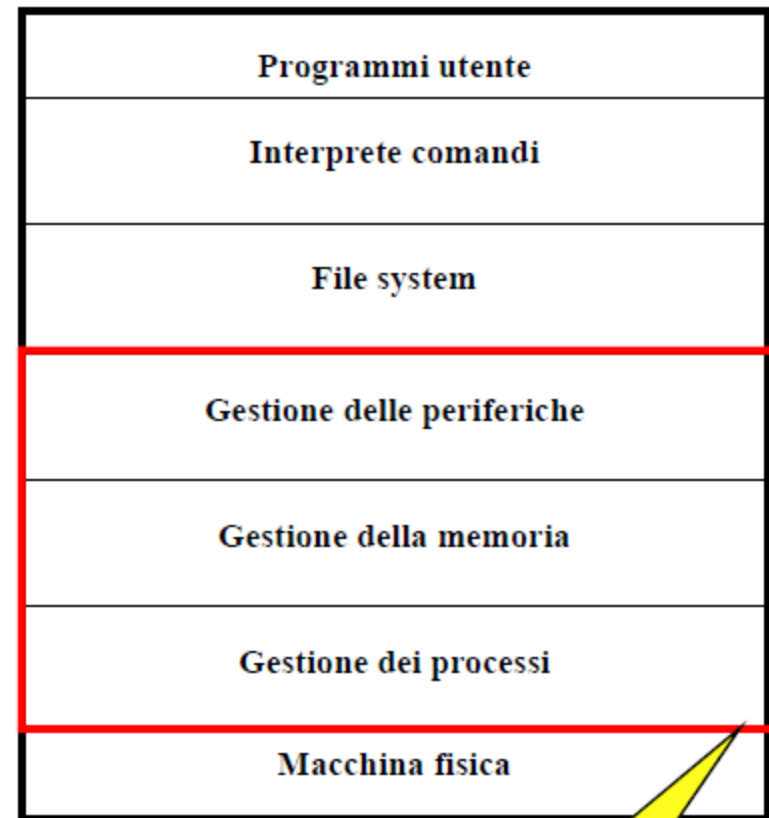 Programmi utente
Interprete comandi
File system
Gestione delle periferiche
Gestione della memoria
Gestione dei processi
Macchina fisica